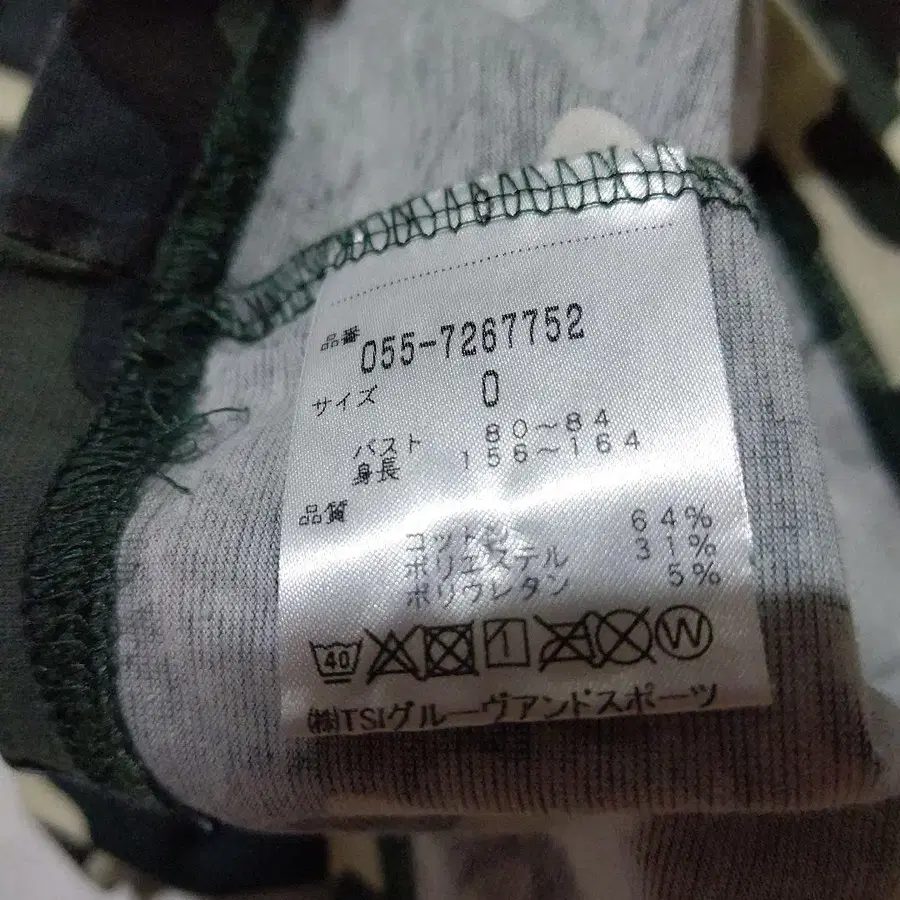 品番 055-7267752
サイズ 0
バスト 80~84
身長 156~164
品質
コットン 64%
ポリエステル 31%
ポリウレタン 5%
40 W
㈱TSIグルーヴアンドスポーツ